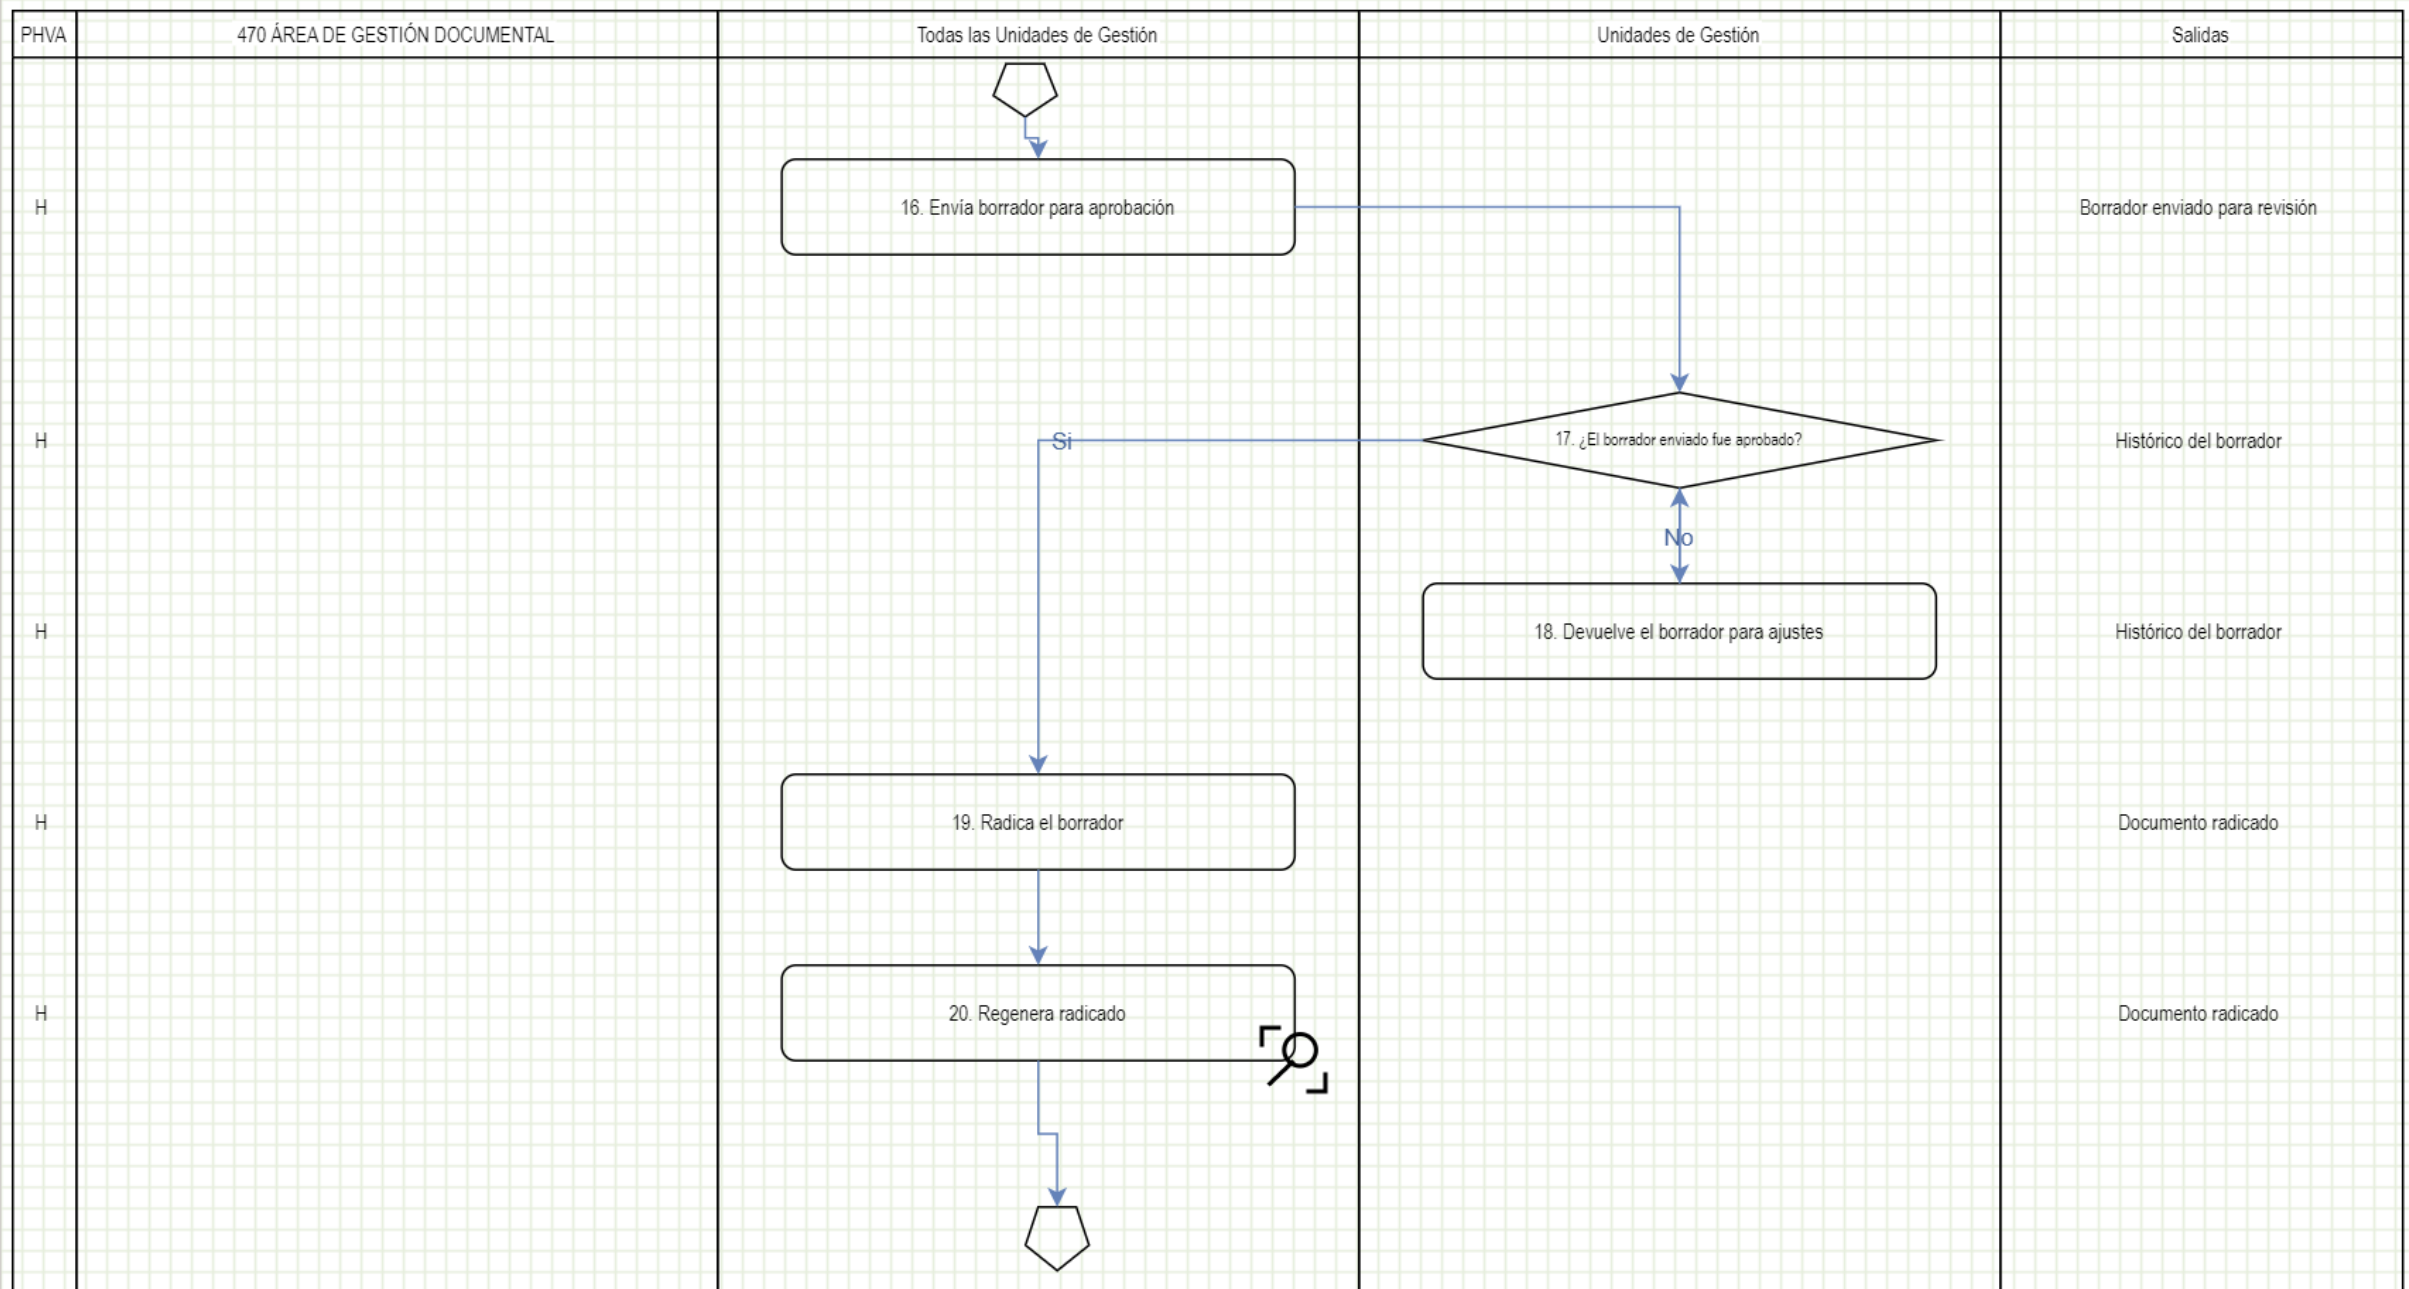 PHVA
470 ÁREA DE GESTIÓN DOCUMENTAL
Todas las Unidades de Gestión
Unidades de Gestión
Salidas
H
16. Envía borrador para aprobación
Borrador enviado para revisión
H
Si
17. ¿El borrador enviado fue aprobado?
Histórico del borrador
No
H
18. Devuelve el borrador para ajustes
Histórico del borrador
H
19. Radica el borrador
Documento radicado
H
20. Regenera radicado
Documento radicado